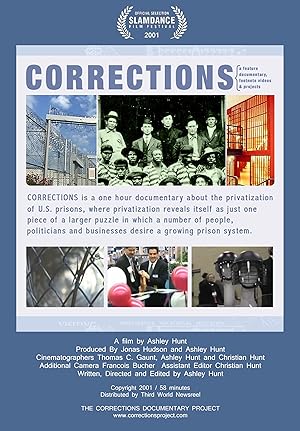 OFFICIAL SELECTION
SLAMDANCE
FILM FESTIVAL
2001
CORRECTIONS
a feature
documentary,
footnote videos
& projects
CORRECTIONS is a one hour documentary about the privatization
of U.S. prisons, where privatization reveals itself as just one
piece of a larger puzzle in which a number of people,
politicians and businesses desire a growing prison system.
A film by Ashley Hunt
Produced By Jonas Hudson and Ashley Hunt
Cinematographers Thomas C. Gaunt, Ashley Hunt and Christian Hunt
Additional Camera Francois Bucher Assistant Editor Christian Hunt
Written, Directed and Edited by Ashley Hunt
Copyright 2001 / 58 minutes
Distributed by Third World Newsreel
THE CORRECTIONS DOCUMENTARY PROJECT
www.correctionsproject.com